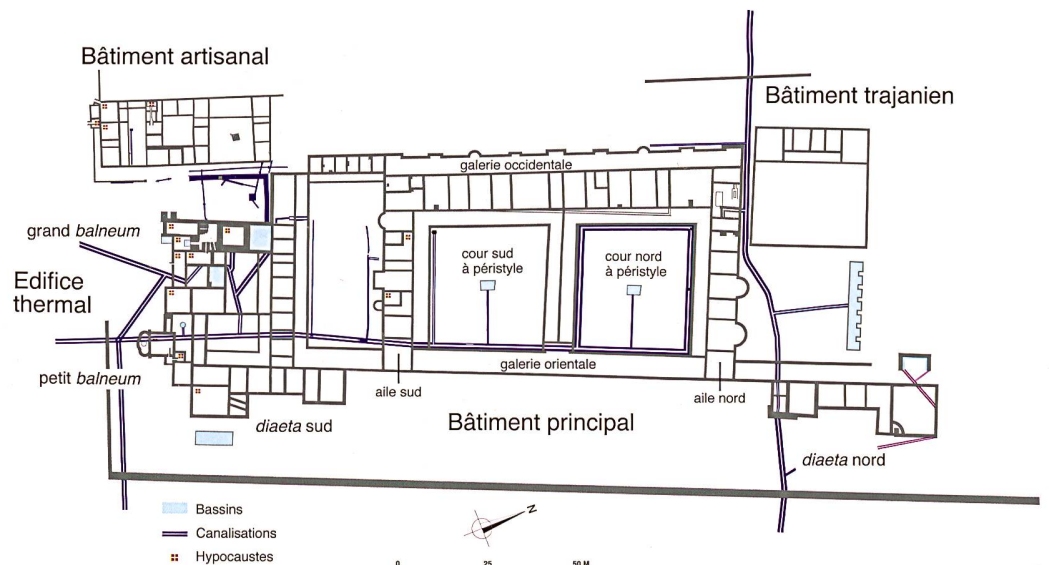 Bâtiment artisanal
Bâtiment trajanien
galerie occidentale
grand balneum
cour sud
à péristyle
cour nord
à péristyle
Edifice
thermal
galerie orientale
petit balneum
aile sud
aile nord
Bâtiment principal
diaeta sud
diaeta nord
Bassins
Canalisations
Hypocaustes
N
0 25 50 M